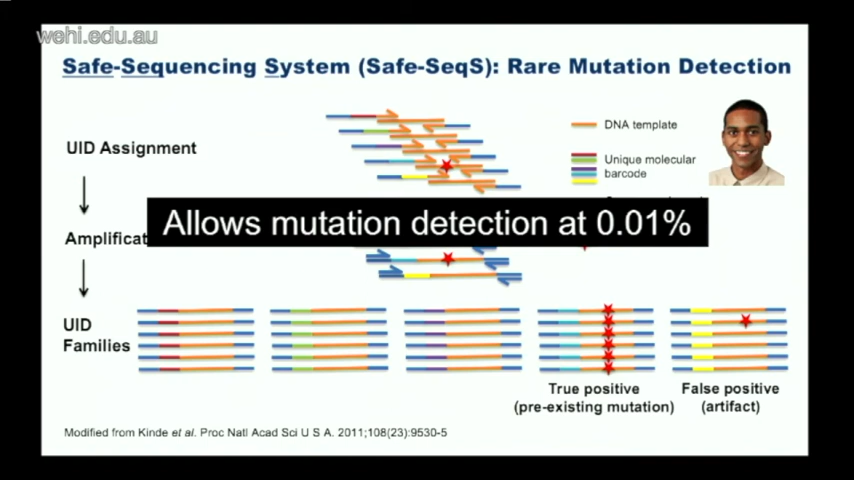 wehi.edu.au
Safe-Sequencing System (Safe-SeqS): Rare Mutation Detection
UID Assignment
DNA template
Unique molecular
barcode
Allows mutation detection at 0.01%
UID
Families
True positive
(pre-existing mutation)
False positive
(artifact)
Modified from Kinde et al. Proc Natl Acad Sci U S A. 2011;108(23):9530-5